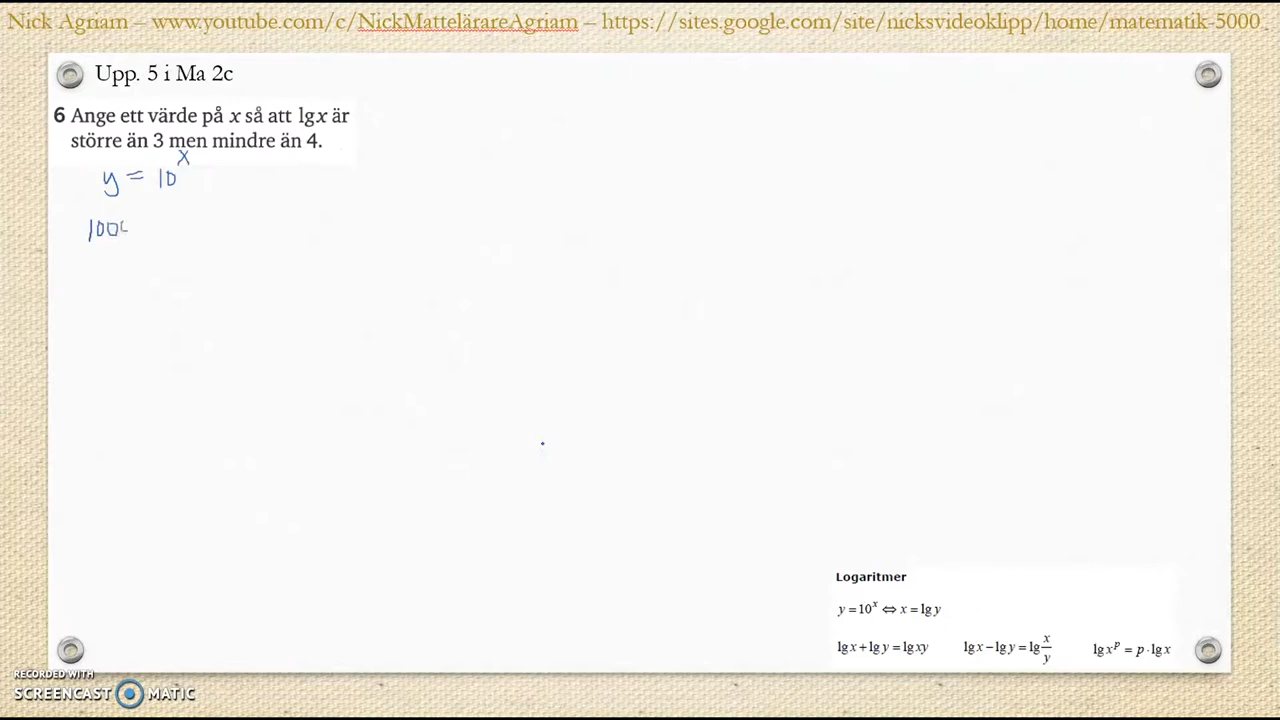 Nick Agriam – www.youtube.com/c/NickMattelärareAgriam – https://sites.google.com/site/nicksvideoklipp/home/matematik-5000
Upp. 5 i Ma 2c
6 Ange ett värde på x så att lg x är
större än 3 men mindre än 4.
y = 10^x
1000
Logaritmer
y = 10^x ⇔ x = lg y
lg x + lg y = lg xy lg x − lg y = lg x/y lg x^p = p · lg x
RECORDED WITH
SCREENCAST MATIC